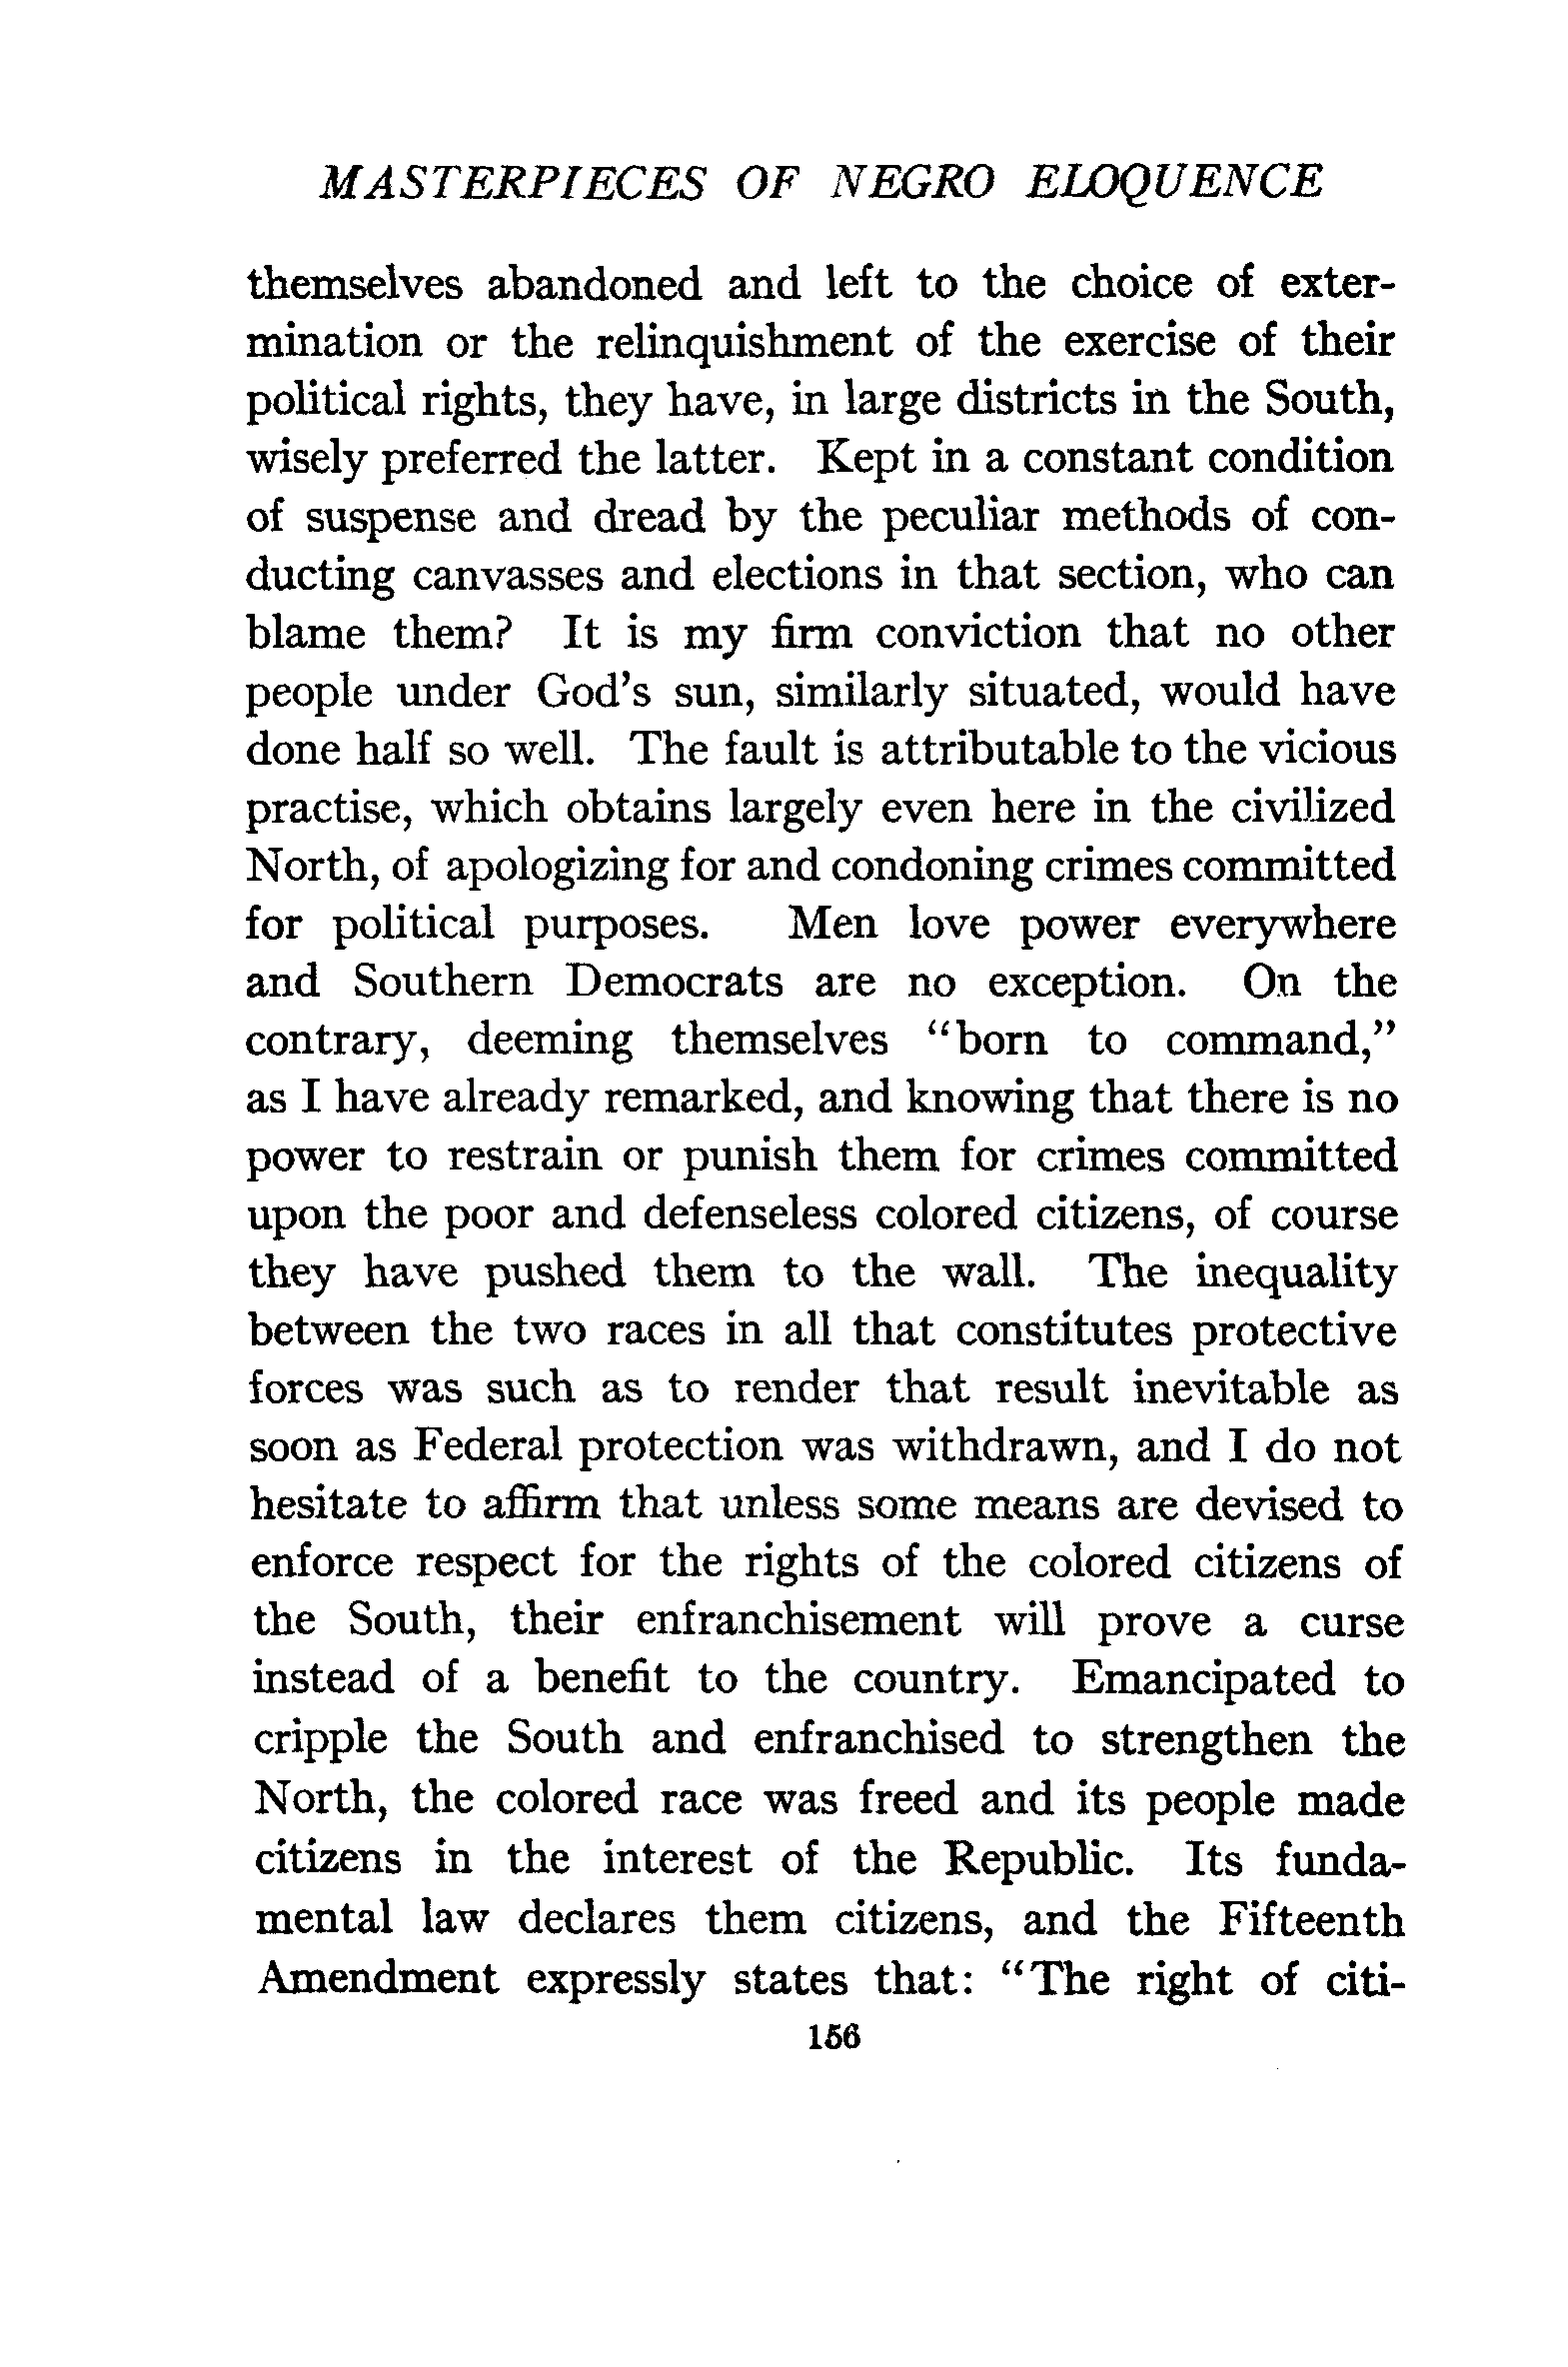 MASTERPIECES OF NEGRO ELOQUENCE
themselves abandoned and left to the choice of exter-
mination or the relinquishment of the exercise of their
political rights, they have, in large districts in the South,
wisely preferred the latter. Kept in a constant condition
of suspense and dread by the peculiar methods of con-
ducting canvasses and elections in that section, who can
blame them? It is my firm conviction that no other
people under God's sun, similarly situated, would have
done half so well. The fault is attributable to the vicious
practise, which obtains largely even here in the civilized
North, of apologizing for and condoning crimes committed
for political purposes. Men love power everywhere
and Southern Democrats are no exception. On the
contrary, deeming themselves "born to command,"
as I have already remarked, and knowing that there is no
power to restrain or punish them for crimes committed
upon the poor and defenseless colored citizens, of course
they have pushed them to the wall. The inequality
between the two races in all that constitutes protective
forces was such as to render that result inevitable as
soon as Federal protection was withdrawn, and I do not
hesitate to affirm that unless some means are devised to
enforce respect for the rights of the colored citizens of
the South, their enfranchisement will prove a curse
instead of a benefit to the country. Emancipated to
cripple the South and enfranchised to strengthen the
North, the colored race was freed and its people made
citizens in the interest of the Republic. Its funda-
mental law declares them citizens, and the Fifteenth
Amendment expressly states that: "The right of citi-
156